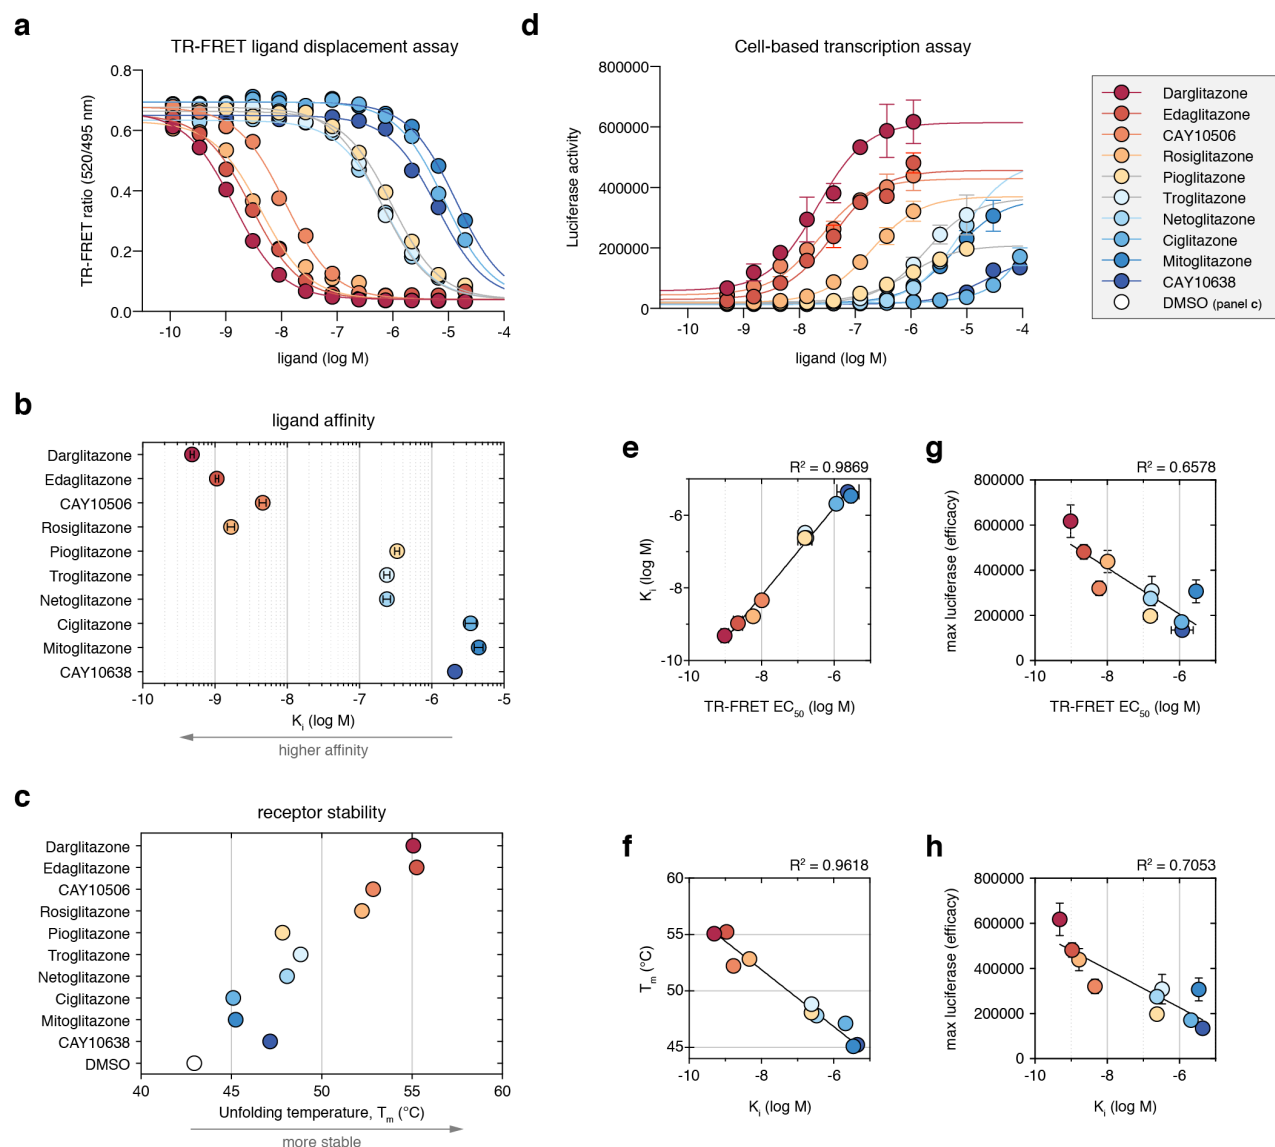 a
TR-FRET ligand displacement assay
TR-FRET ratio (520/495 nm)
0.8
0.6
0.4
0.2
0.0
-10 -9 -8 -7 -6 -5 -4
ligand (log M)
d
Cell-based transcription assay
Luciferase activity
800000
600000
400000
200000
0
-10 -9 -8 -7 -6 -5 -4
ligand (log M)
Darglitazone
Edaglitazone
CAY10506
Rosiglitazone
Pioglitazone
Troglitazone
Netoglitazone
Ciglitazone
Mitoglitazone
CAY10638
DMSO (panel c)
b
ligand affinity
Darglitazone
Edaglitazone
CAY10506
Rosiglitazone
Pioglitazone
Troglitazone
Netoglitazone
Ciglitazone
Mitoglitazone
CAY10638
-10 -9 -8 -7 -6 -5
Ki (log M)
higher affinity
c
receptor stability
Darglitazone
Edaglitazone
CAY10506
Rosiglitazone
Pioglitazone
Troglitazone
Netoglitazone
Ciglitazone
Mitoglitazone
CAY10638
DMSO
40 45 50 55 60
Unfolding temperature, Tm (°C)
more stable
e
R² = 0.9869
Ki (log M)
-6
-8
-10
-10 -8 -6
TR-FRET EC50 (log M)
g
R² = 0.6578
max luciferase (efficacy)
800000
600000
400000
200000
0
-10 -8 -6
TR-FRET EC50 (log M)
f
R² = 0.9618
Tm (°C)
60
55
50
45
-10 -8 -6
Ki (log M)
h
R² = 0.7053
max luciferase (efficacy)
800000
600000
400000
200000
0
-10 -8 -6
Ki (log M)